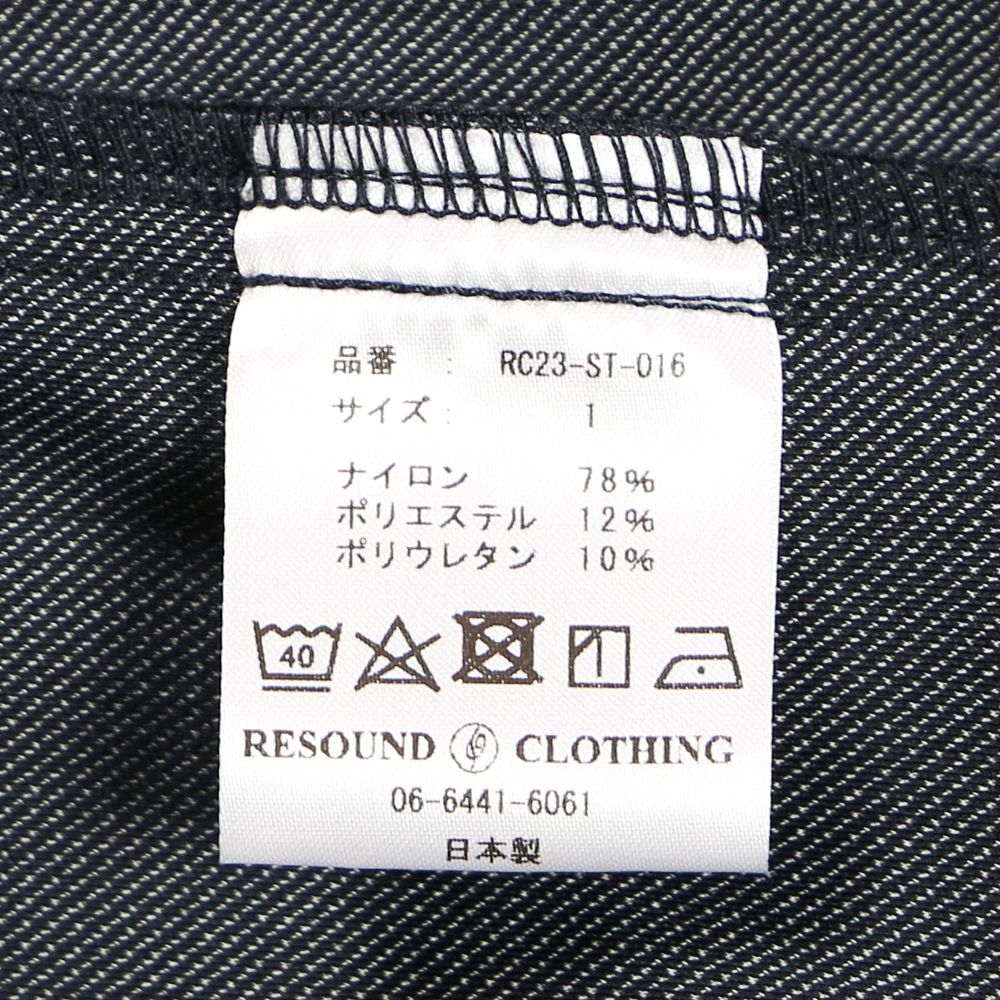 品番 : RC23-ST-016
サイズ : 1
ナイロン 78%
ポリエステル 12%
ポリウレタン 10%
40
RESOUND CLOTHING
06-6441-6061
日本製